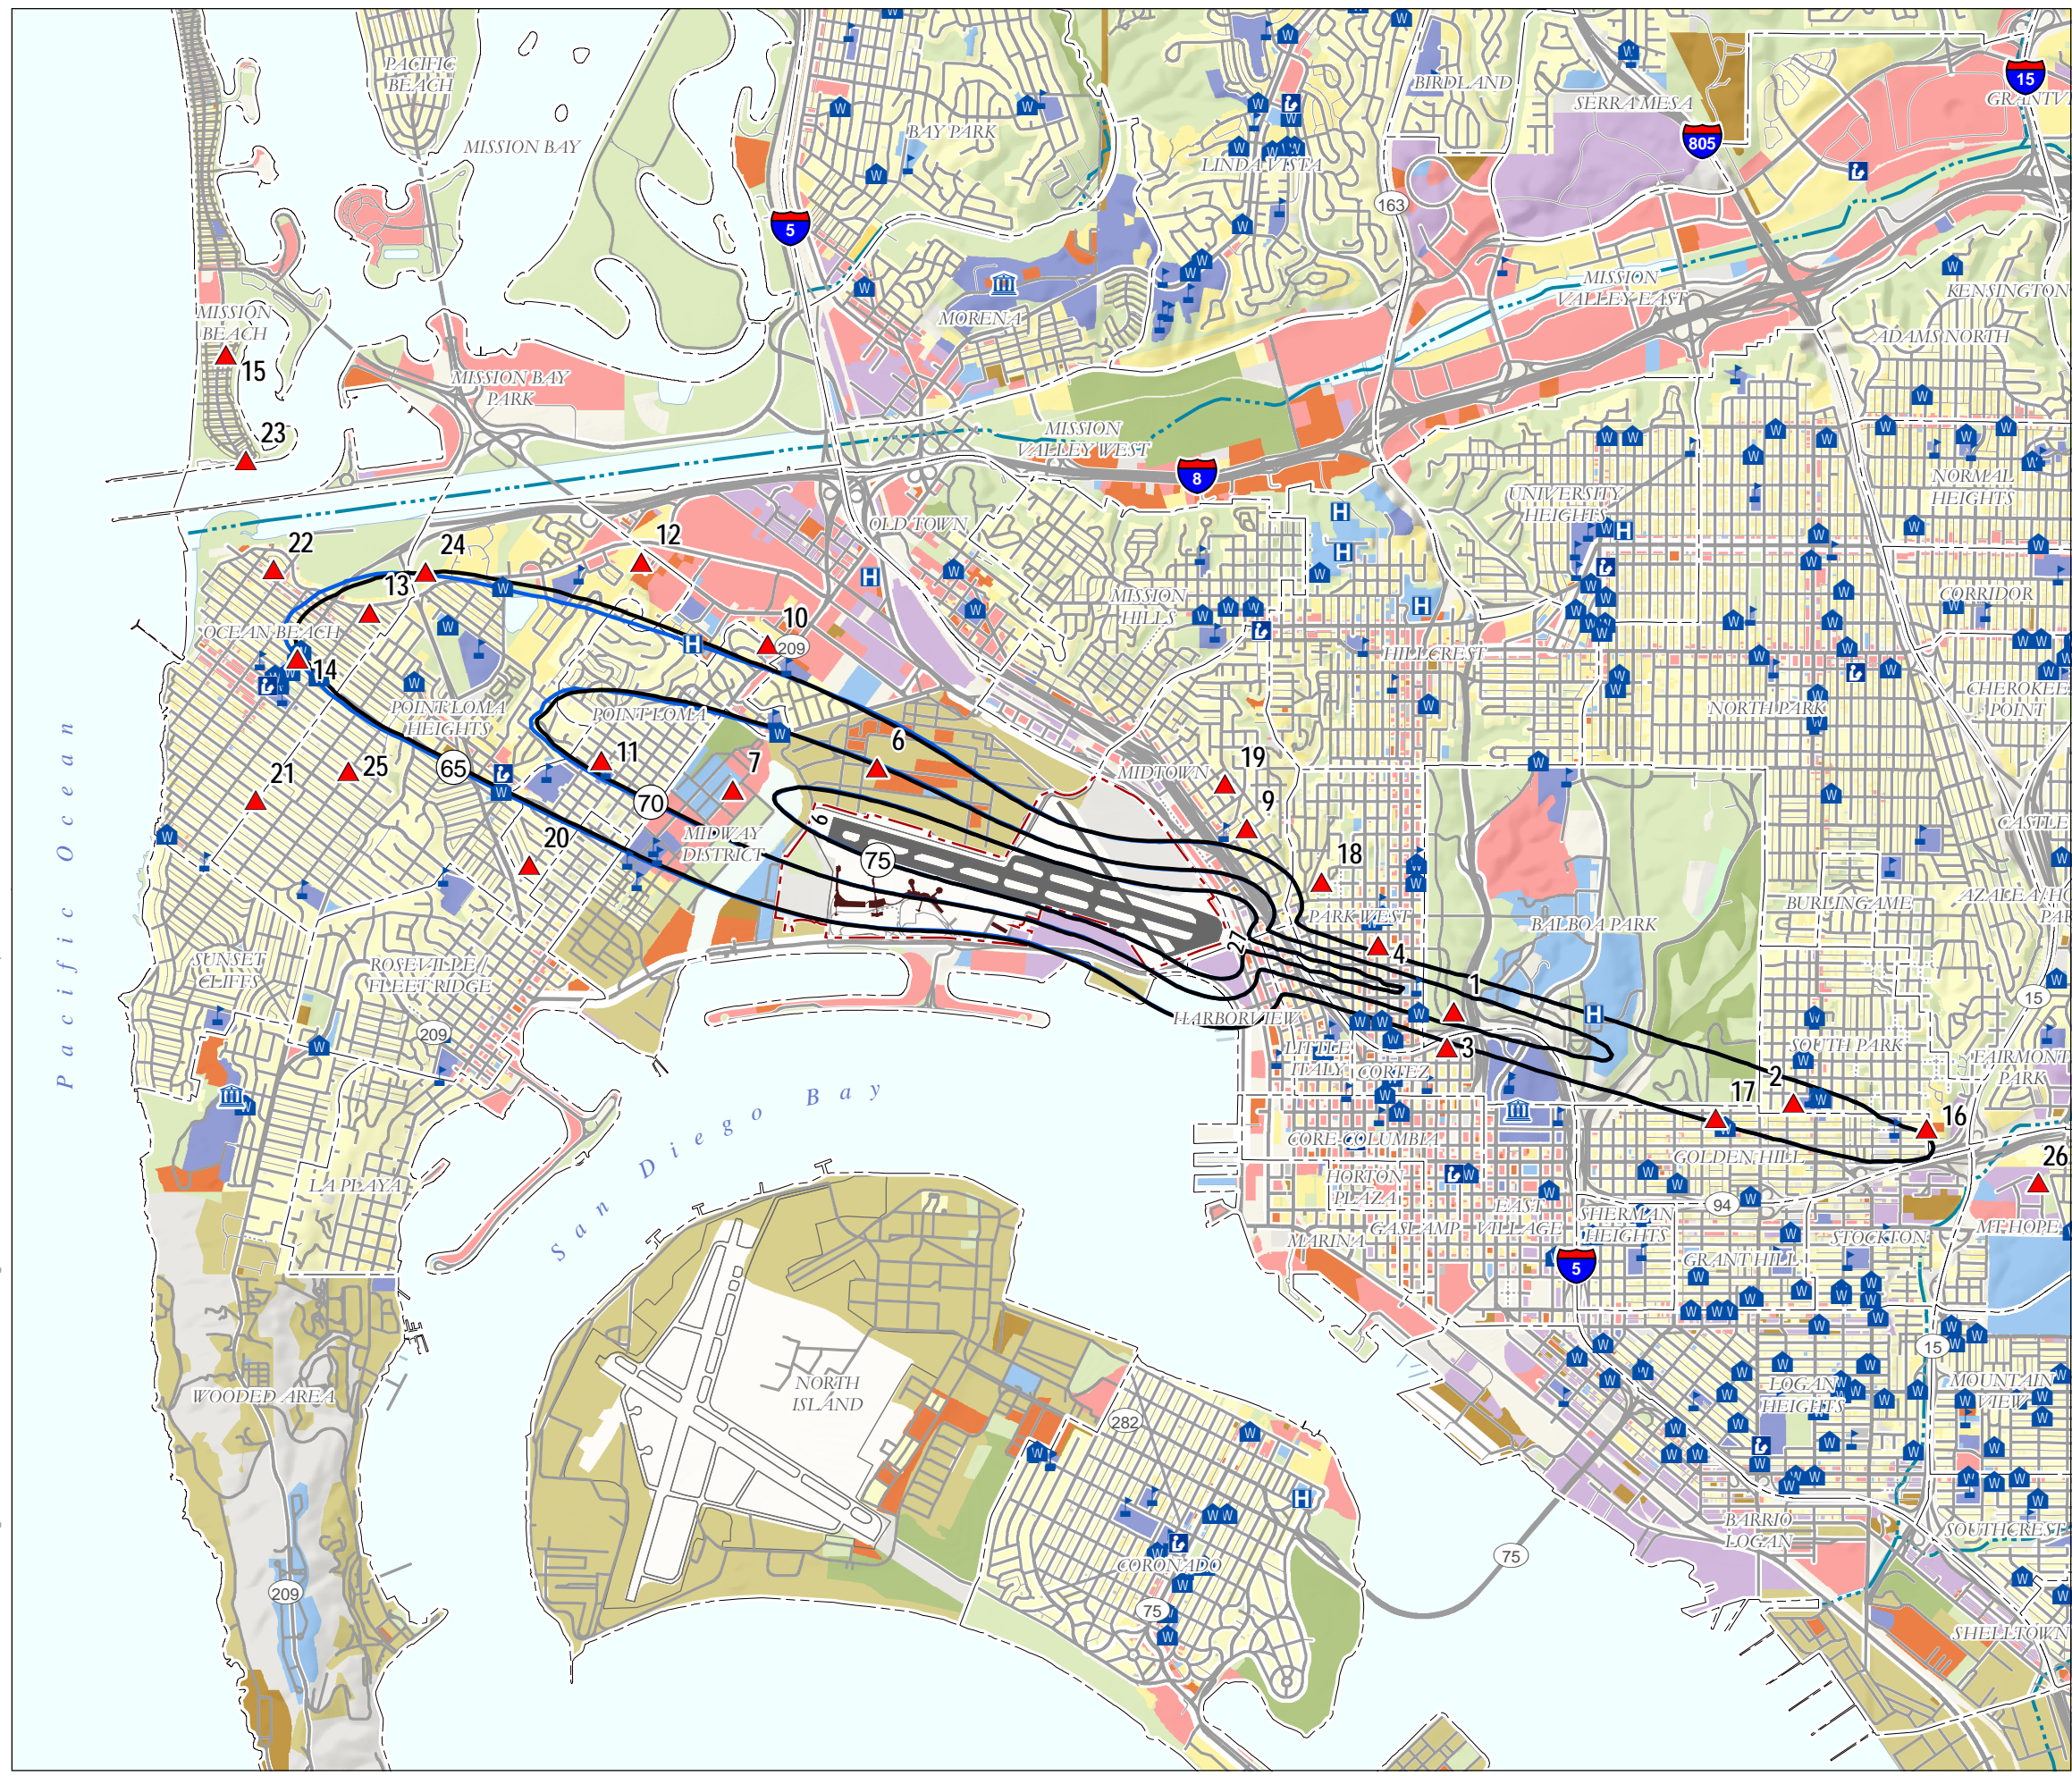 PACIFIC
BEACH
MISSION BAY
BAY PARK
LINDA VISTA
BIRDLAND
SERRA MESA
15
805
163
5
MISSION
BEACH
15
23
MISSION BAY
PARK
MORENA
MISSION
VALLEY EAST
KENSINGTON
ADAMS NORTH
MISSION
VALLEY WEST
8
OLD TOWN
UNIVERSITY
HEIGHTS
NORMAL
HEIGHTS
22
24
12
13
10
209
OCEAN BEACH
14
MISSION
HILLS
HILLCREST
CORRIDOR
CHEROKEE
POINT
NORTH PARK
POINT LOMA
HEIGHTS
POINT LOMA
65
70
75
21
25
11
7
6
20
MIDWAY
DISTRICT
MIDTOWN
19
9
18
9
2
PARK WEST
4
1
3
BALBOA PARK
BURLINGAME
CASTLE
Pacific Ocean
SUNSET
CLIFFS
ROSEVILLE /
FLEET RIDGE
209
HARBORVIEW
LITTLE
ITALY
CORTEZ
SOUTH PARK
2
17
16
26
15
FAIRMONT
PARK
San Diego Bay
LA PLAYA
CORE-COLUMBIA
HORTON
PLAZA
GASLAMP
EAST
VILLAGE
MARINA
GOLDEN HILL
94
SHERMAN
HEIGHTS
STOCKTON
MT HOPE
GRANT HILL
5
15
WOODED AREA
209
NORTH
ISLAND
282
CORONADO
75
75
LOGAN
HEIGHTS
MOUNTAIN
VIEW
BARRIO
LOGAN
SOUTHCREST
SHELLTOWN